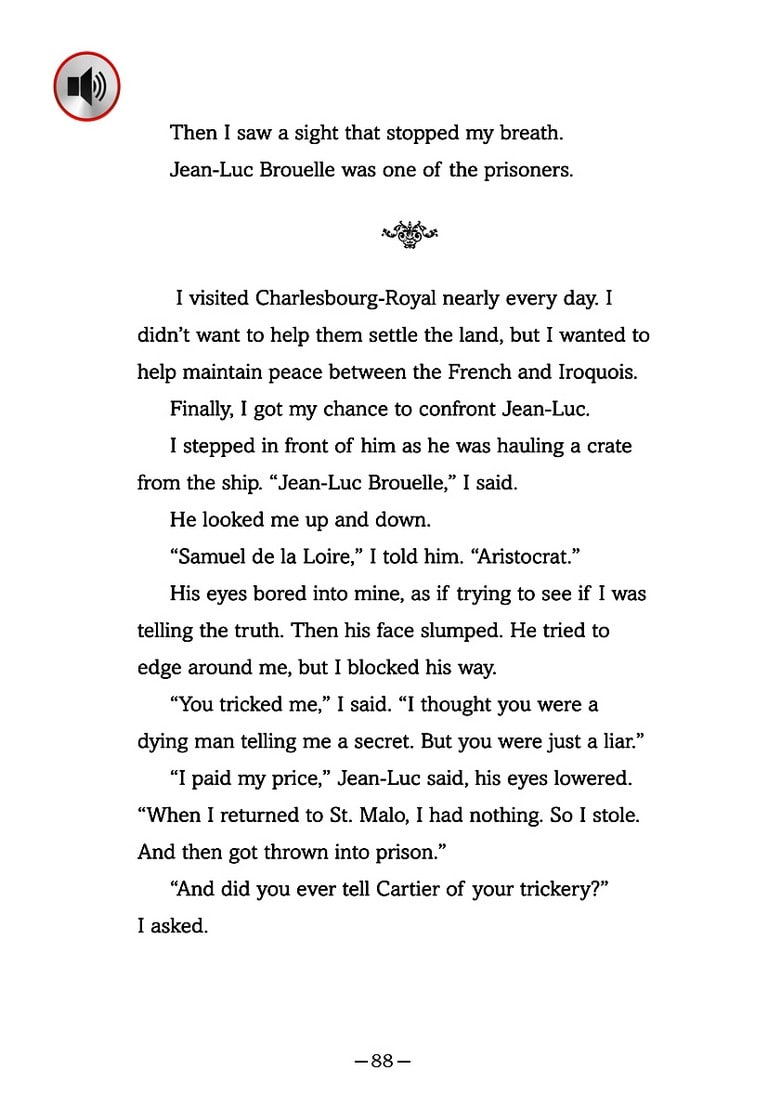 Then I saw a sight that stopped my breath.
Jean-Luc Brouelle was one of the prisoners.
I visited Charlesbourg-Royal nearly every day. I
didn’t want to help them settle the land, but I wanted to
help maintain peace between the French and Iroquois.
Finally, I got my chance to confront Jean-Luc.
I stepped in front of him as he was hauling a crate
from the ship. “Jean-Luc Brouelle,” I said.
He looked me up and down.
“Samuel de la Loire,” I told him. “Aristocrat.”
His eyes bored into mine, as if trying to see if I was
telling the truth. Then his face slumped. He tried to
edge around me, but I blocked his way.
“You tricked me,” I said. “I thought you were a
dying man telling me a secret. But you were just a liar.”
“I paid my price,” Jean-Luc said, his eyes lowered.
“When I returned to St. Malo, I had nothing. So I stole.
And then got thrown into prison.”
“And did you ever tell Cartier of your trickery?”
I asked.
—88—